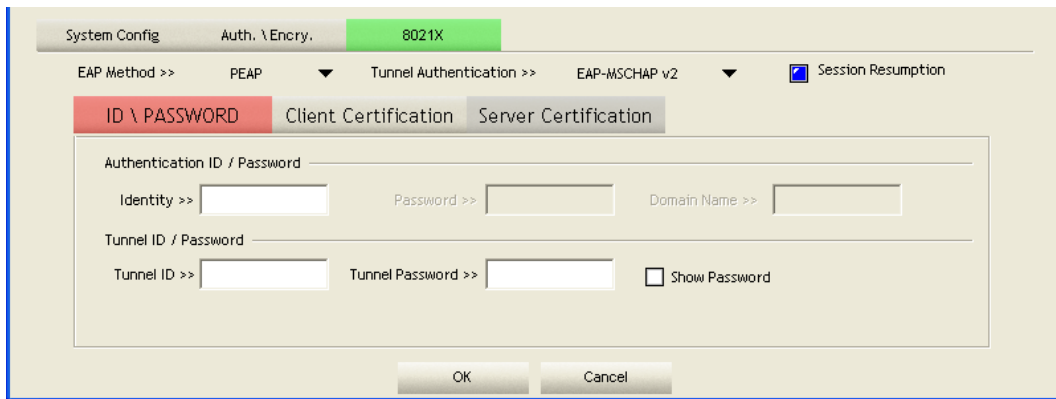 System Config Auth. \ Encry. 8021X
EAP Method >> PEAP Tunnel Authentication >> EAP-MSCHAP v2 Session Resumption
ID \ PASSWORD Client Certification Server Certification
Authentication ID / Password
Identity >> Password >> Domain Name >>
Tunnel ID / Password
Tunnel ID >> Tunnel Password >> Show Password
OK Cancel